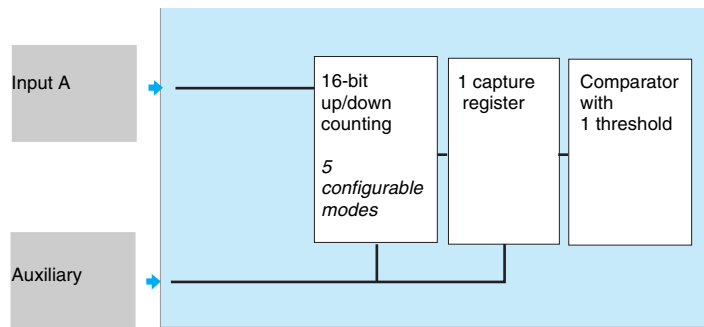 Input A
16-bit
up/down
counting
5
configurable
modes
1 capture
register
Comparator
with
1 threshold
Auxiliary